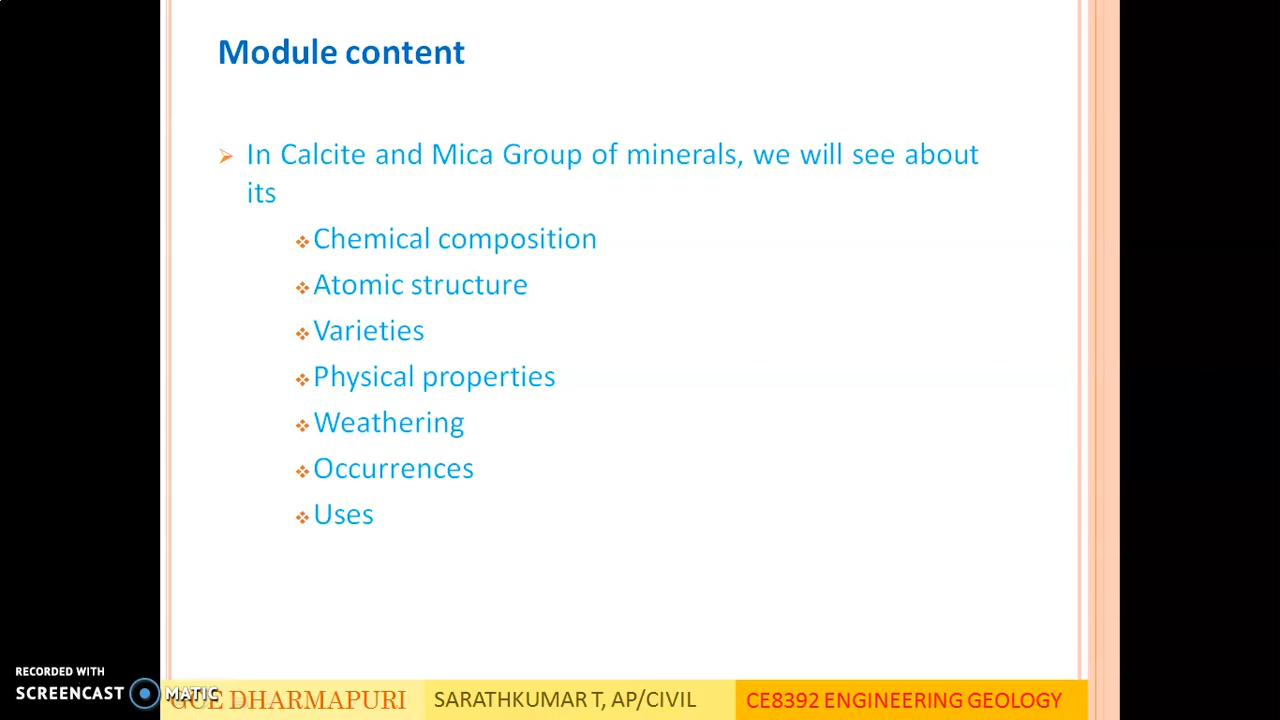 Module content
In Calcite and Mica Group of minerals, we will see about
its
Chemical composition
Atomic structure
Varieties
Physical properties
Weathering
Occurrences
Uses
RECORDED WITH
SCREENCAST MATIC
GCE DHARMAPURI
SARATHKUMAR T, AP/CIVIL
CE8392 ENGINEERING GEOLOGY